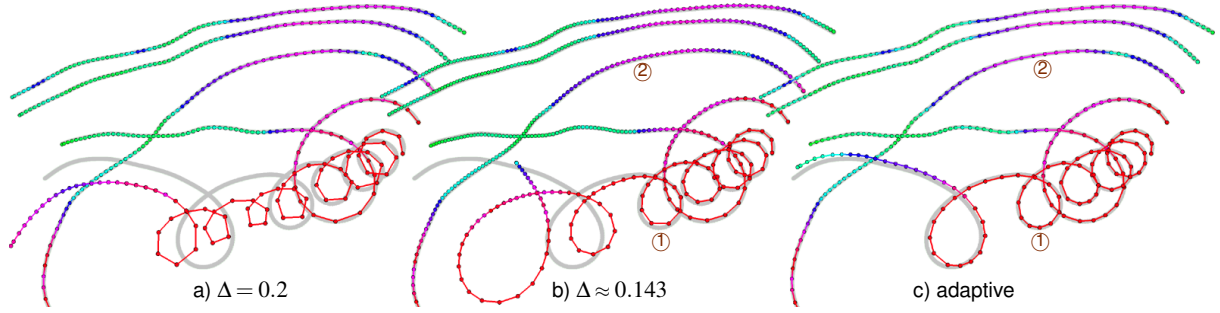 ② ②
① ①
a) Δ = 0.2 b) Δ ≈ 0.143 c) adaptive